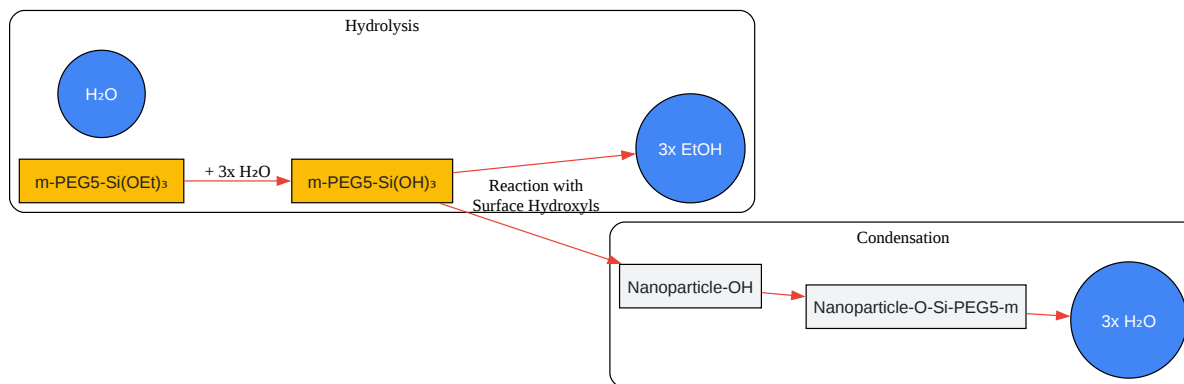 Hydrolysis
H₂O
3x EtOH
m-PEG5-Si(OEt)₃
+ 3x H₂O
m-PEG5-Si(OH)₃
Reaction with
Surface Hydroxyls
Condensation
Nanoparticle-OH
Nanoparticle-O-Si-PEG5-m
3x H₂O